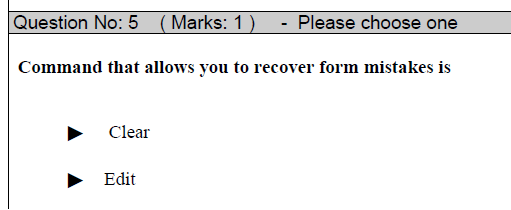 Question No: 5 ( Marks: 1 ) - Please choose one
Command that allows you to recover form mistakes is
► Clear
► Edit